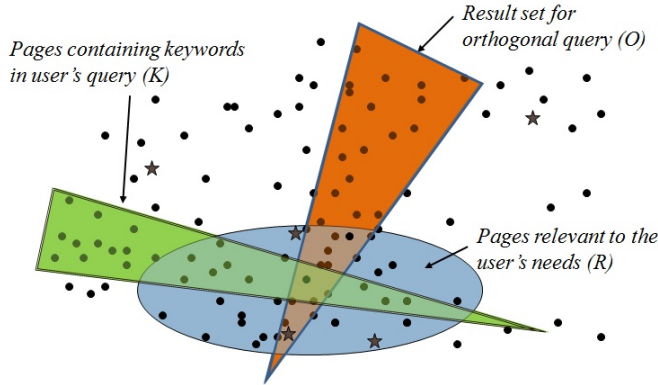 Result set for
orthogonal query (O)
Pages containing keywords
in user's query (K)
Pages relevant to the
user's needs (R)